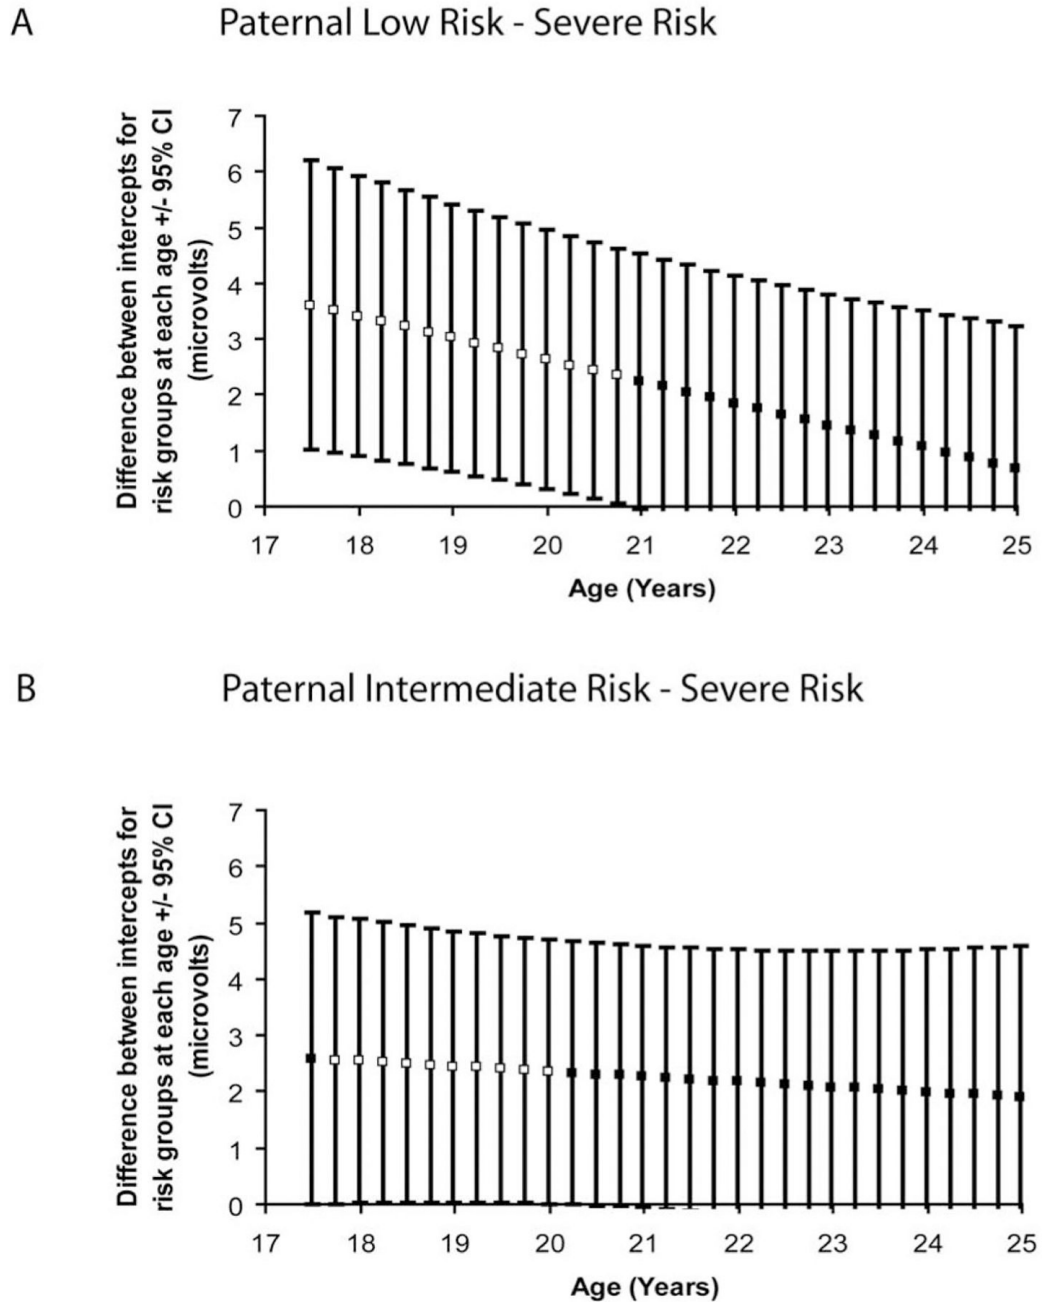 A
Paternal Low Risk - Severe Risk
Difference between intercepts for
risk groups at each age +/- 95% CI
(microvolts)
7
6
5
4
3
2
1
0
17 18 19 20 21 22 23 24 25
Age (Years)
B
Paternal Intermediate Risk - Severe Risk
Difference between intercepts for
risk groups at each age +/- 95% CI
(microvolts)
7
6
5
4
3
2
1
0
17 18 19 20 21 22 23 24 25
Age (Years)